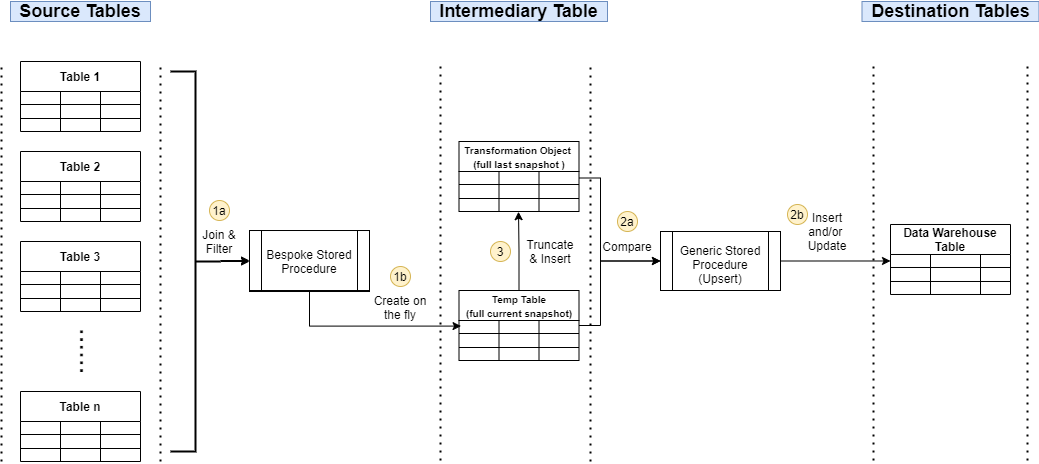 Source Tables
Intermediary Table
Destination Tables
Table 1
Table 2
Table 3
Table n
1a
Join &
Filter
Bespoke Stored
Procedure
1b
Create on
the fly
Transformation Object
(full last snapshot )
3
Truncate
& Insert
Temp Table
(full current snapshot)
2a
Compare
Generic Stored
Procedure
(Upsert)
2b
Insert
and/or
Update
Data Warehouse
Table